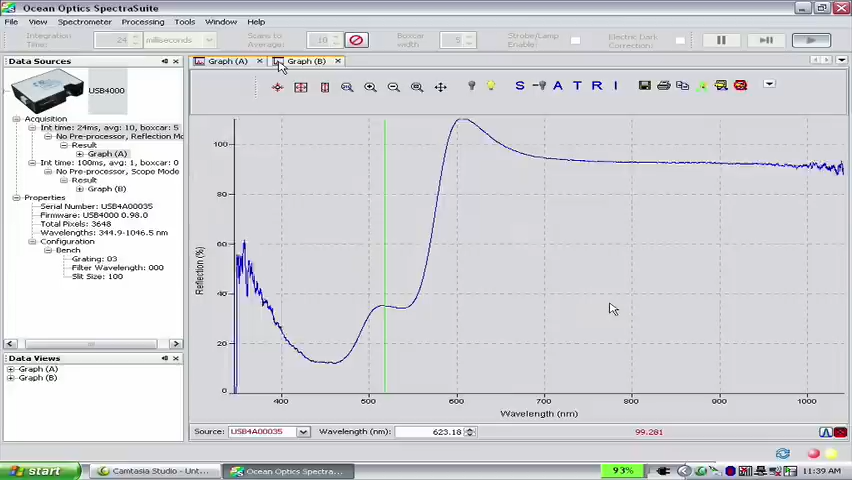 Ocean Optics SpectraSuite
File View Spectrometer Processing Tools Window Help
Integration Time: 24 milliseconds Scans to Average: 10 Boxcar width 5 Strobe/Lamp Enable: Electric Dark Correction:
Data Sources
Graph (A) Graph (B)
USB4000
S A T R I
Acquisition
Int time: 24ms, avg: 10, boxcar: 5
No Pre-processor, Reflection Mo
Result
Graph (A)
Int time: 100ms, avg: 1, boxcar: 0
No Pre-processor, Scope Mode
Result
Graph (B)
Properties
Serial Number: USB4A00035
Firmware: USB4000 0.98.0
Total Pixels: 3648
Wavelengths: 344.9-1046.5 nm
Configuration
Bench
Grating: 03
Filter Wavelength: 000
Slit Size: 100
Data Views
Graph (A)
Graph (B)
Reflection (%)
100
80
60
40
20
0
400 500 600 700 800 900 1000
Wavelength (nm)
Source: USB4A00035 Wavelength (nm): 623.18 99.281
start Camtasia Studio - Unt... Ocean Optics Spectra... 93% 11:39 AM